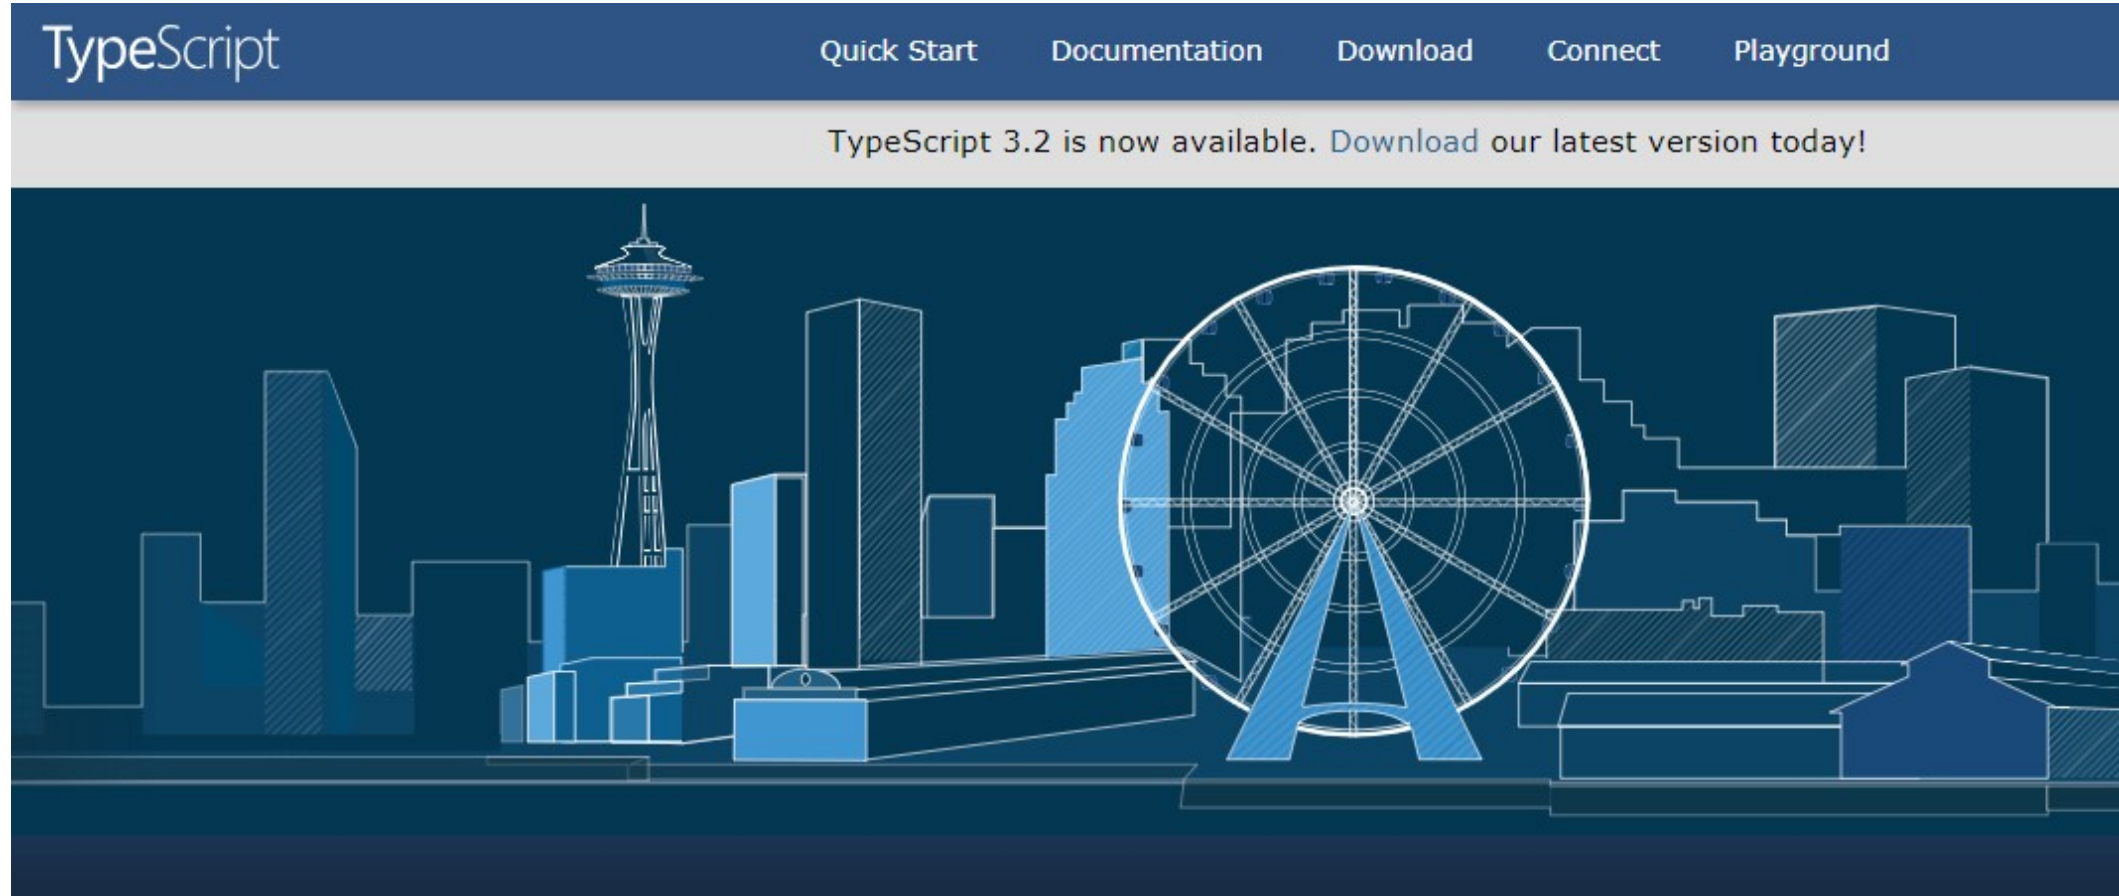 TypeScript
Quick Start Documentation Download Connect Playground
TypeScript 3.2 is now available. Download our latest version today!